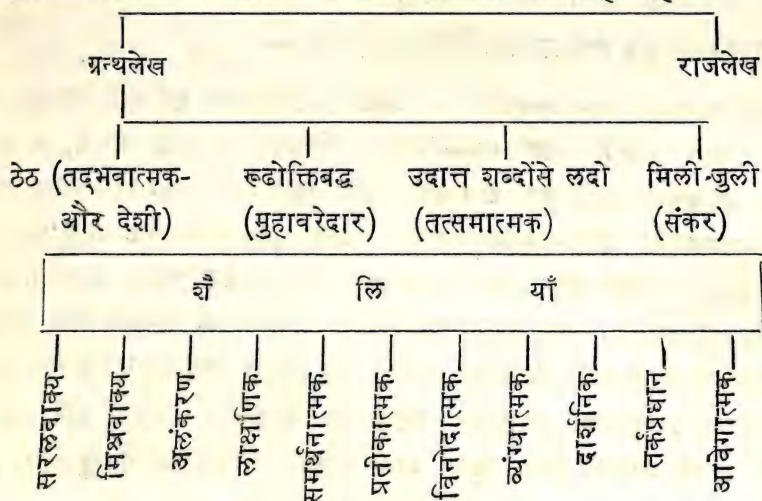 ग्रन्थलेख राजलेख
ठेठ (तद्भवात्मक- रूढोक्तिबद्ध उदात्त शब्दोंसे लदो मिली-जुली
और देशी) (मुहावरेदार) (तत्समात्मक) (संकर)
शै लि याँ
सरलवाक्य
मिश्रवाक्य
अलंकरण
लाक्षाणिक
समर्थनात्मक
प्रतीकात्मक
विनोदात्मक
व्यंग्यात्मक
दार्शनिक
तर्कप्रधान
आवेगात्मक